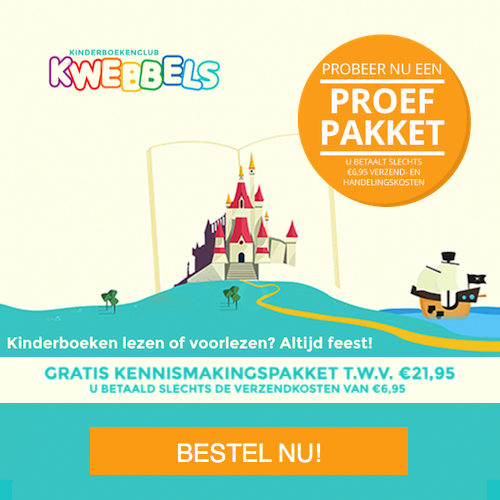 KINDERBOEKENCLUB
KWEBBELS
PROBEER NU EEN
PROEF
PAKKET
U BETAALT SLECHTS
€6,95 VERZEND- EN
HANDELINGSKOSTEN
Kinderboeken lezen of voorlezen? Altijd feest!
GRATIS KENNISMAKINGSPAKKET T.W.V. €21,95
U BETAALD SLECHTS DE VERZENDKOSTEN VAN €6,95
BESTEL NU!